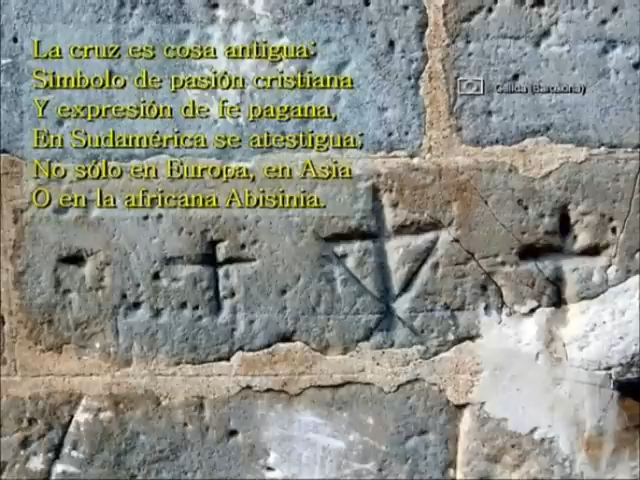 La cruz es cosa antigua:
Símbolo de pasión cristiana
Y expresión de fe pagana,
En Sudamérica se atestigua;
No sólo en Europa, en Asia
O en la africana Abisinia.
(Barcelona)